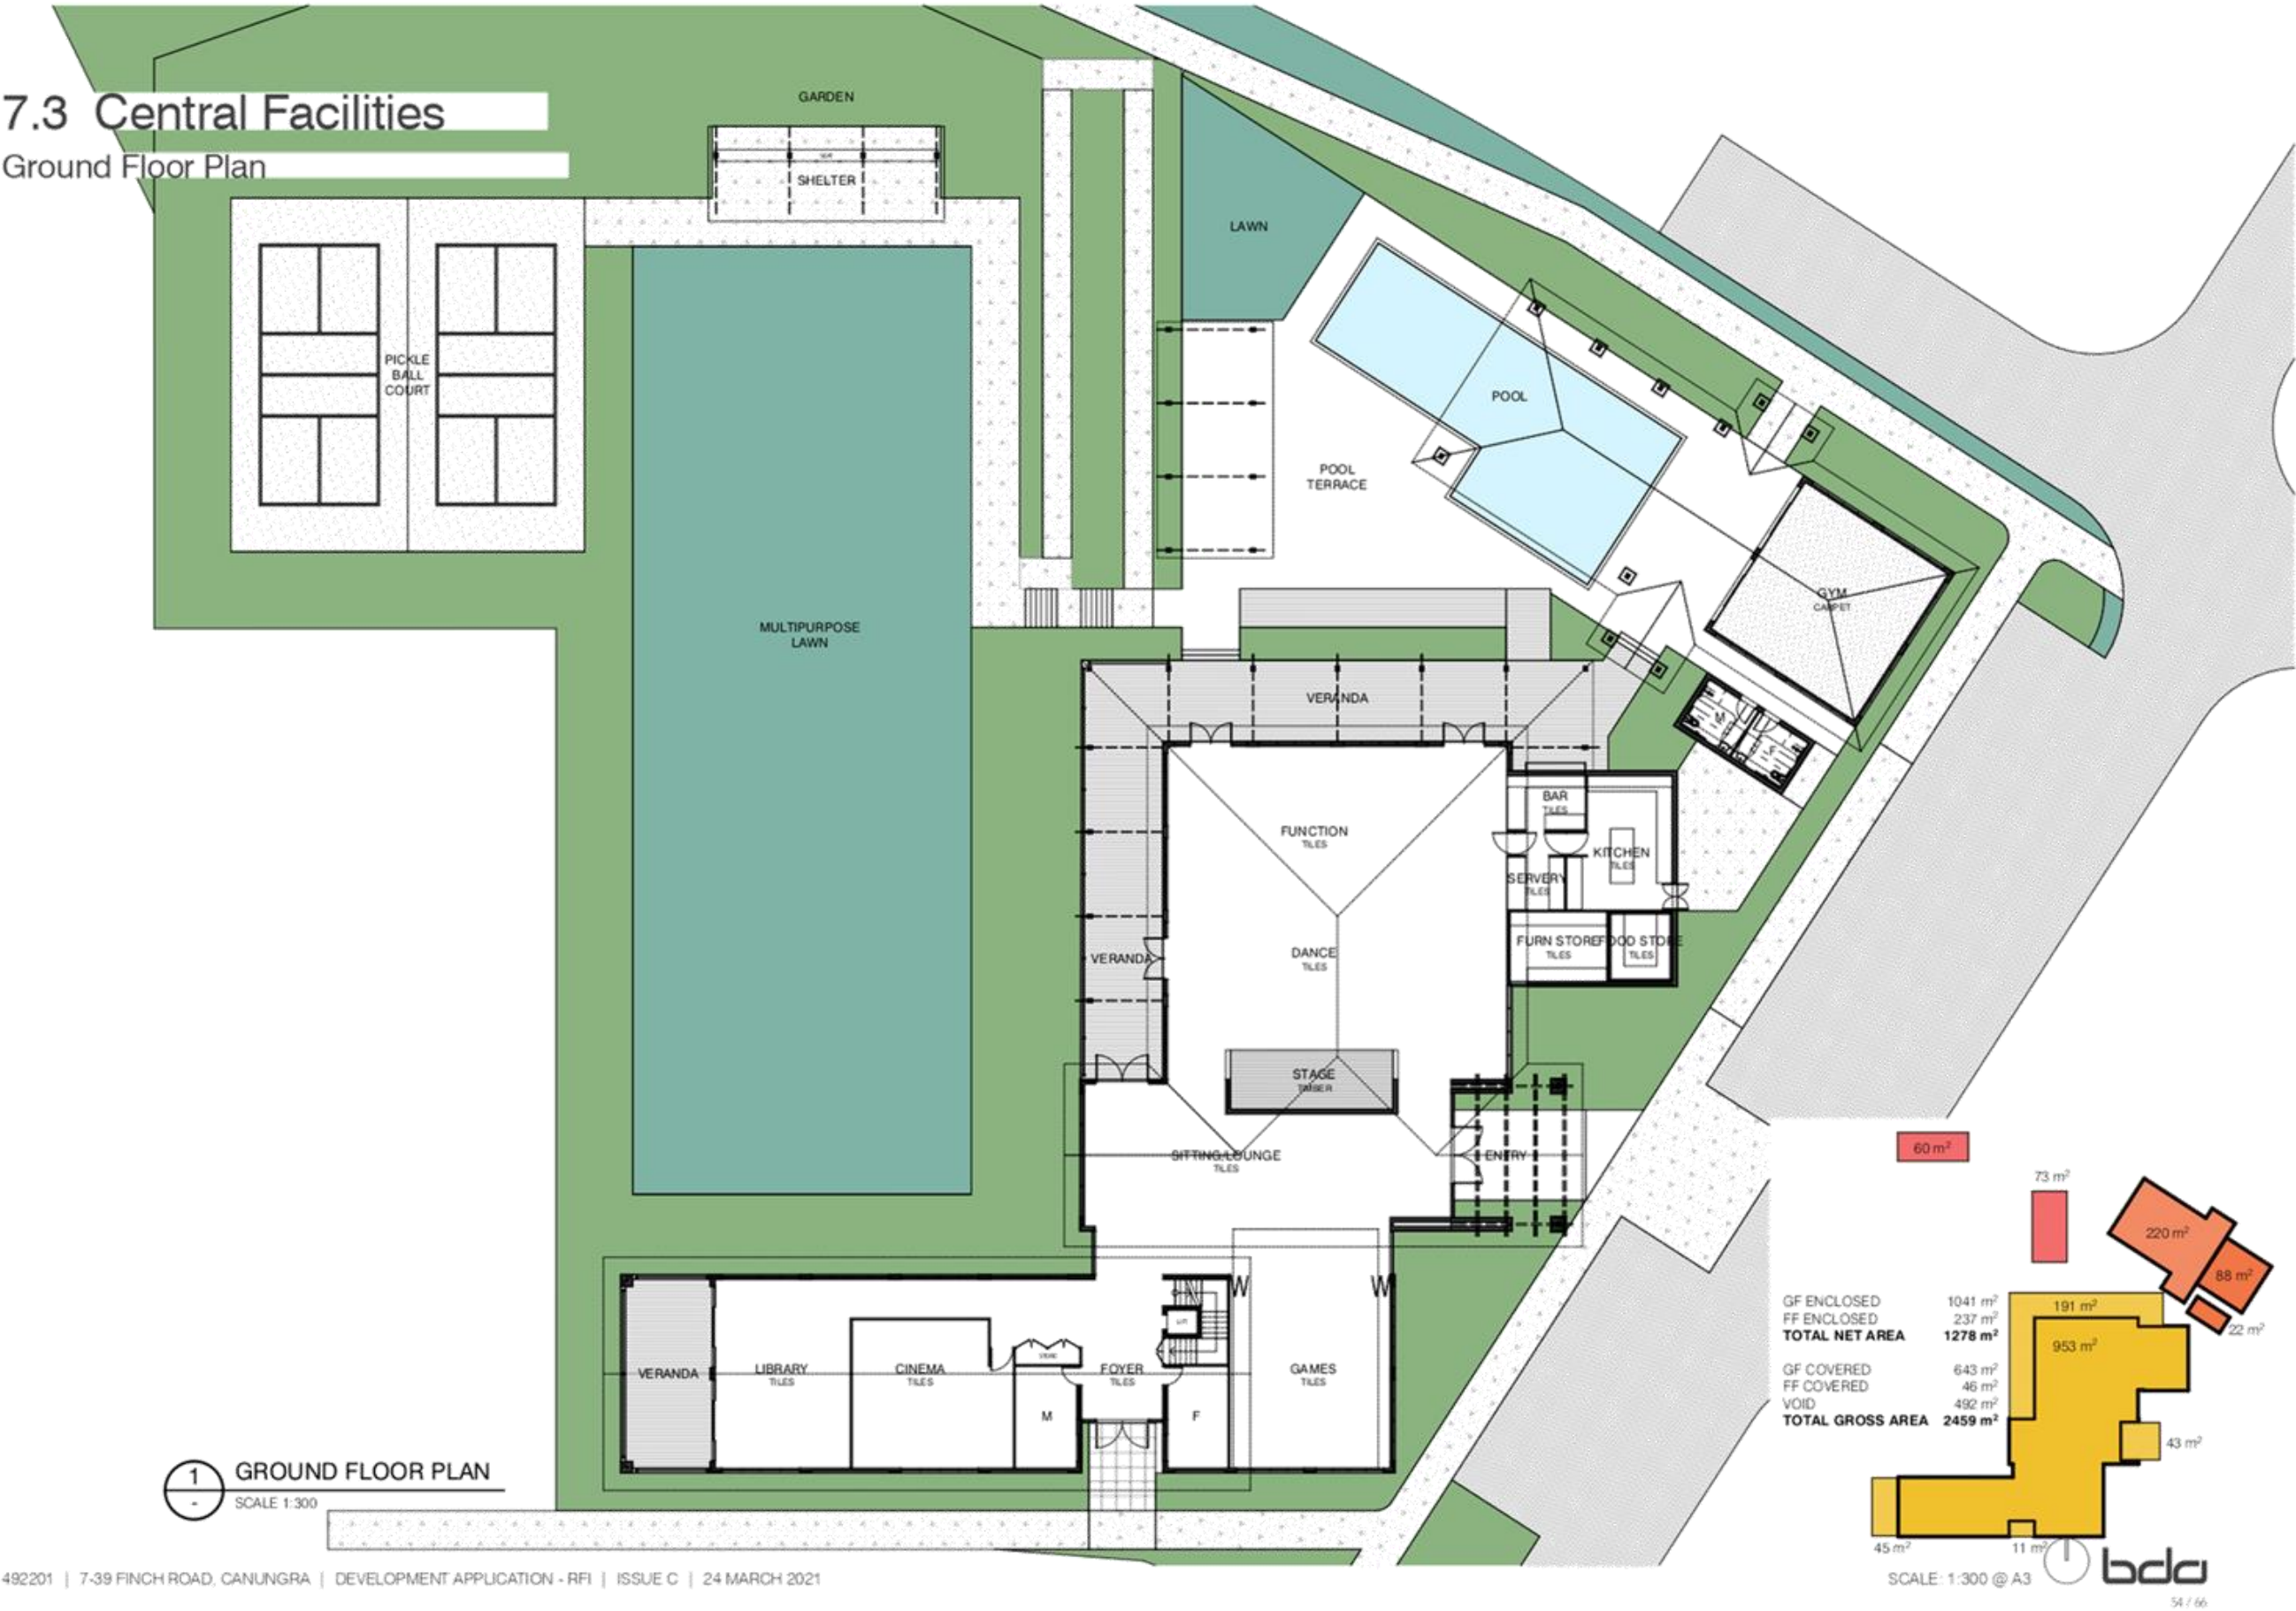 7.3 Central Facilities
Ground Floor Plan
GARDEN
SHELTER
LAWN
PICKLE
BALL
COURT
POOL
POOL
TERRACE
MULTIPURPOSE
LAWN
GYM
CARPET
VERANDA
M
F
BAR
TILES
FUNCTION
TILES
KITCHEN
TILES
SERVERY
TILES
FURN STORE
TILES
FOOD STORE
TILES
VERANDA
DANCE
TILES
STAGE
TIMBER
SITTING/LOUNGE
TILES
ENTRY
W
W
LIFT
STORE
VERANDA
LIBRARY
TILES
CINEMA
TILES
FOYER
TILES
GAMES
TILES
M
F
1
-
GROUND FLOOR PLAN
SCALE 1:300
60 m²
73 m²
220 m²
88 m²
22 m²
191 m²
953 m²
43 m²
45 m²
11 m²
GF ENCLOSED 1041 m²
FF ENCLOSED 237 m²
TOTAL NET AREA 1278 m²
GF COVERED 643 m²
FF COVERED 46 m²
VOID 492 m²
TOTAL GROSS AREA 2459 m²
492201 | 7-39 FINCH ROAD, CANUNGRA | DEVELOPMENT APPLICATION - RFI | ISSUE C | 24 MARCH 2021
SCALE: 1:300 @ A3
bda
54 / 66